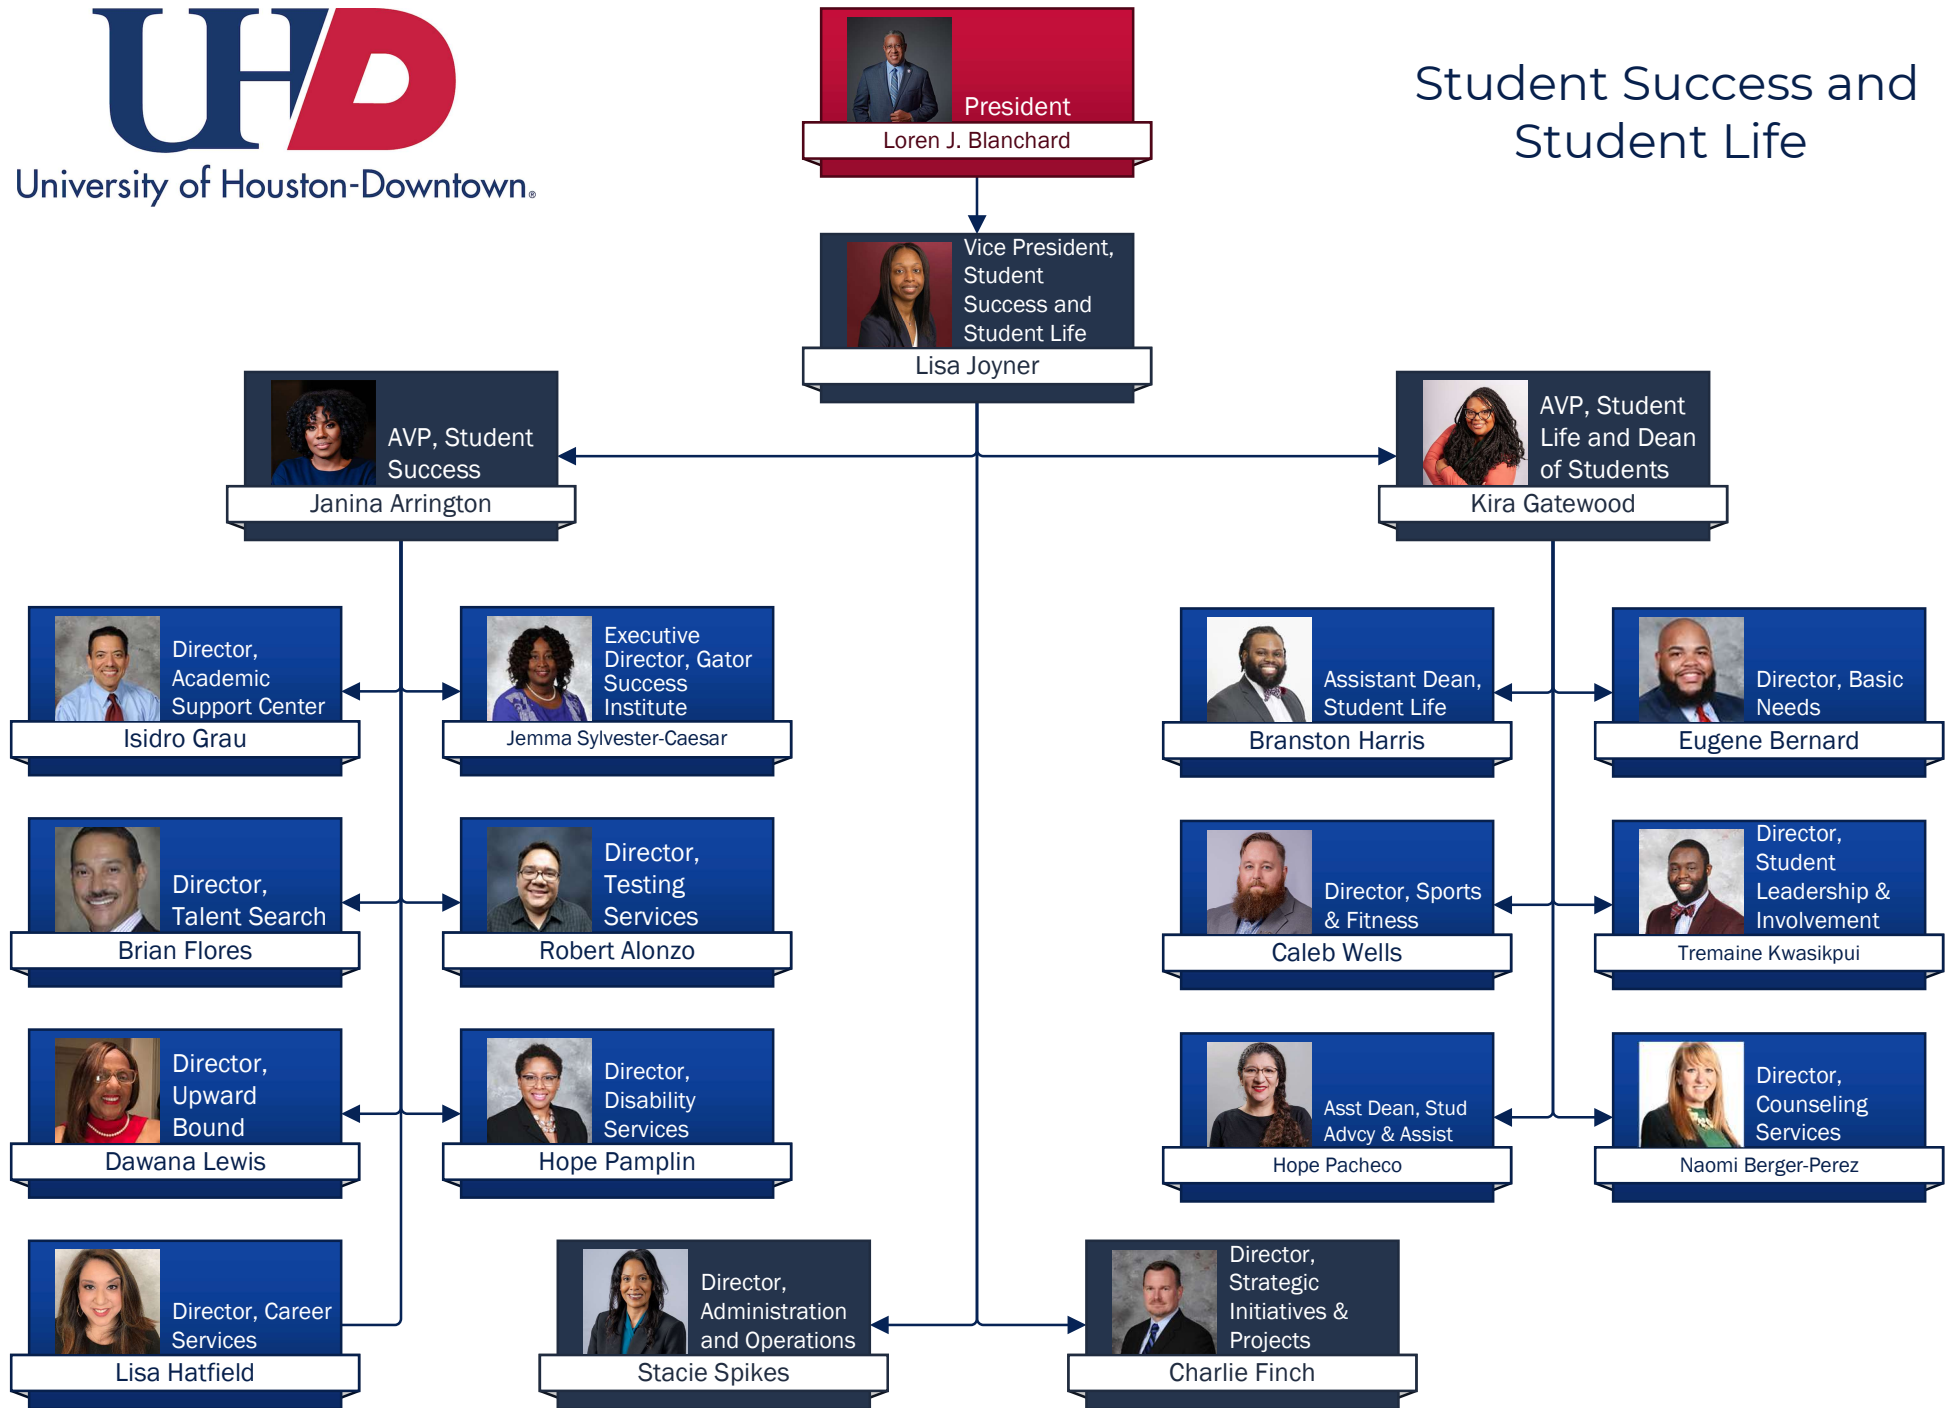 UHD
University of Houston-Downtown®
Student Success and
Student Life
President
Loren J. Blanchard
Vice President,
Student
Success and
Student Life
Lisa Joyner
AVP, Student
Success
Janina Arrington
AVP, Student
Life and Dean
of Students
Kira Gatewood
Director,
Academic
Support Center
Isidro Grau
Executive
Director, Gator
Success
Institute
Jemma Sylvester-Caesar
Assistant Dean,
Student Life
Branston Harris
Director, Basic
Needs
Eugene Bernard
Director,
Talent Search
Brian Flores
Director,
Testing
Services
Robert Alonzo
Director, Sports
& Fitness
Caleb Wells
Director,
Student
Leadership &
Involvement
Tremaine Kwasikpui
Director,
Upward
Bound
Dawana Lewis
Director,
Disability
Services
Hope Pamplin
Asst Dean, Stud
Advcy & Assist
Hope Pacheco
Director,
Counseling
Services
Naomi Berger-Perez
Director, Career
Services
Lisa Hatfield
Director,
Administration
and Operations
Stacie Spikes
Director,
Strategic
Initiatives &
Projects
Charlie Finch